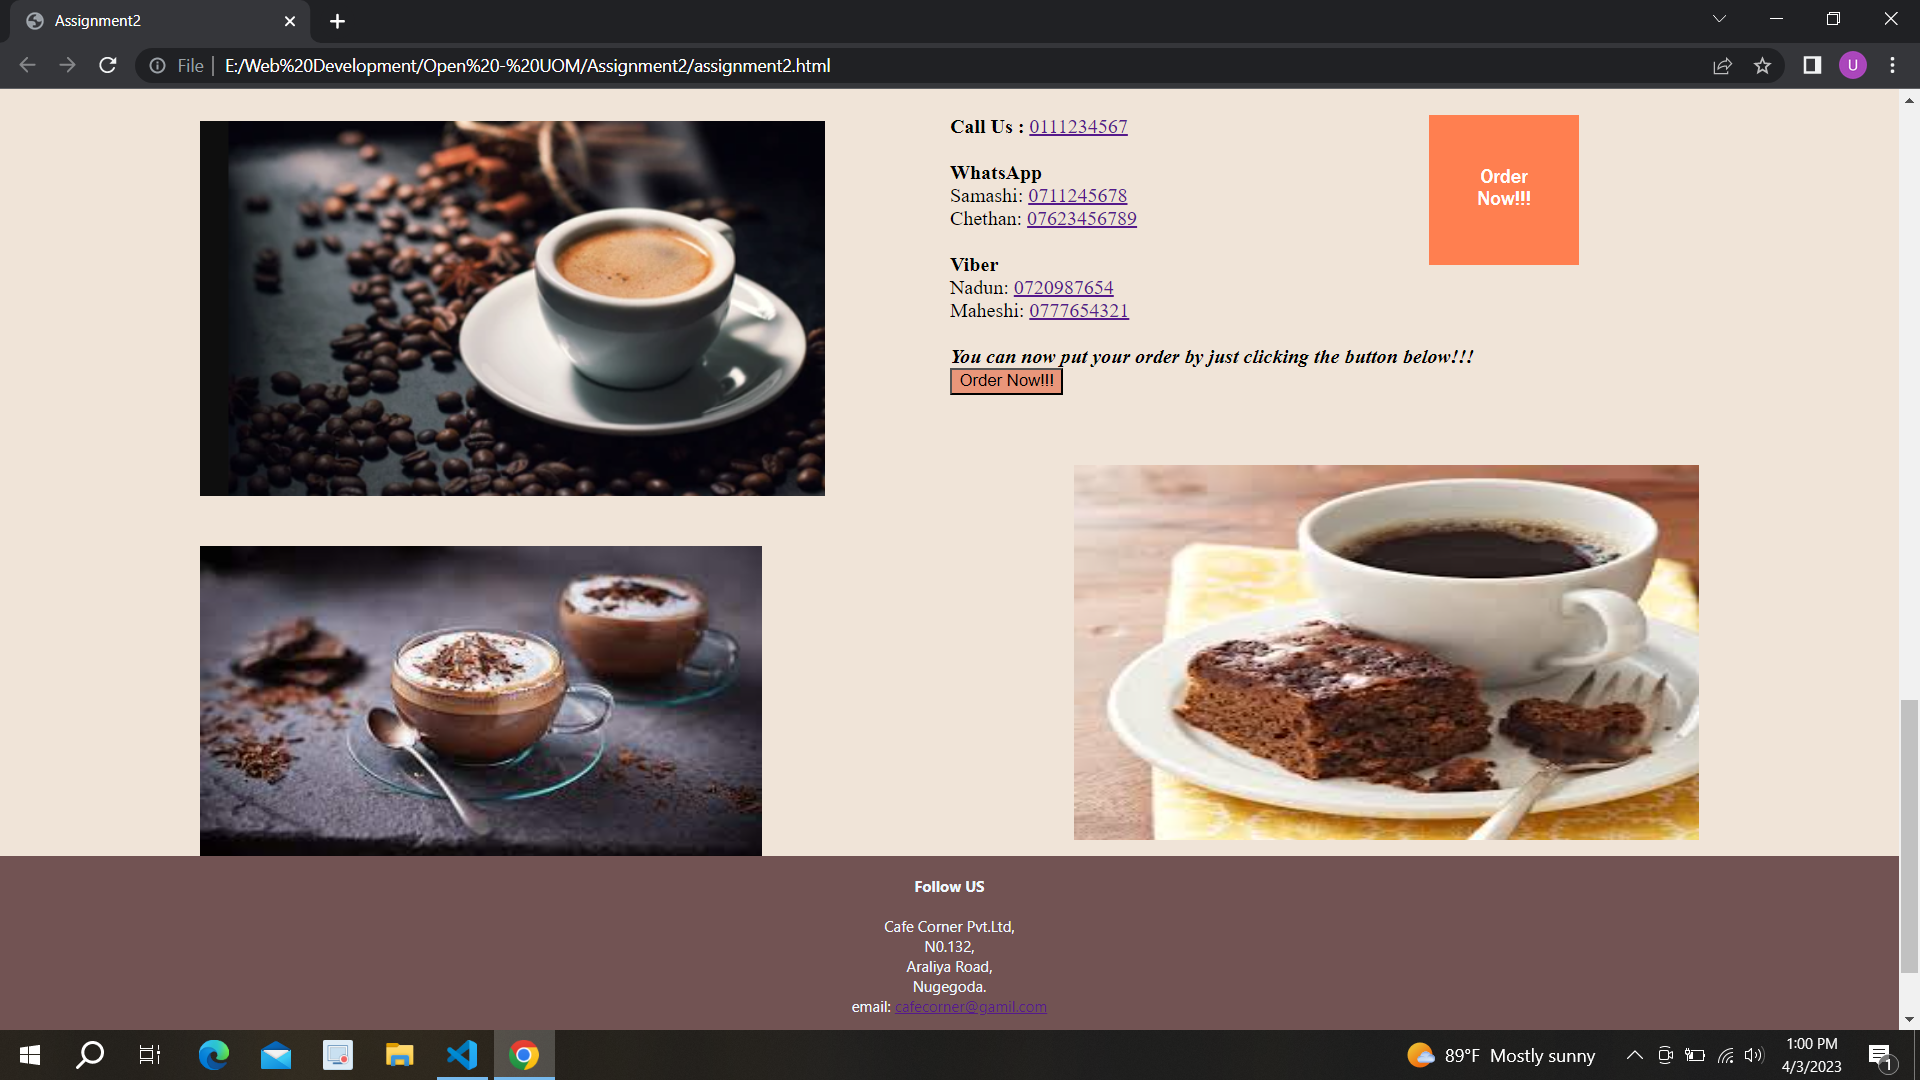 Assignment2
File
E:/Web%20Development/Open%20-%20UOM/Assignment2/assignment2.html
U
Call Us : 0111234567
WhatsApp
Samashi: 0711245678
Chethan: 07623456789
Viber
Nadun: 0720987654
Maheshi: 0777654321
You can now put your order by just clicking the button below!!!
Order Now!!!
Order
Now!!!
Follow US
Cafe Corner Pvt.Ltd,
N0.132,
Araliya Road,
Nugegoda.
email: cafecorner@gamil.com
89°F Mostly sunny
1:00 PM
4/3/2023
1